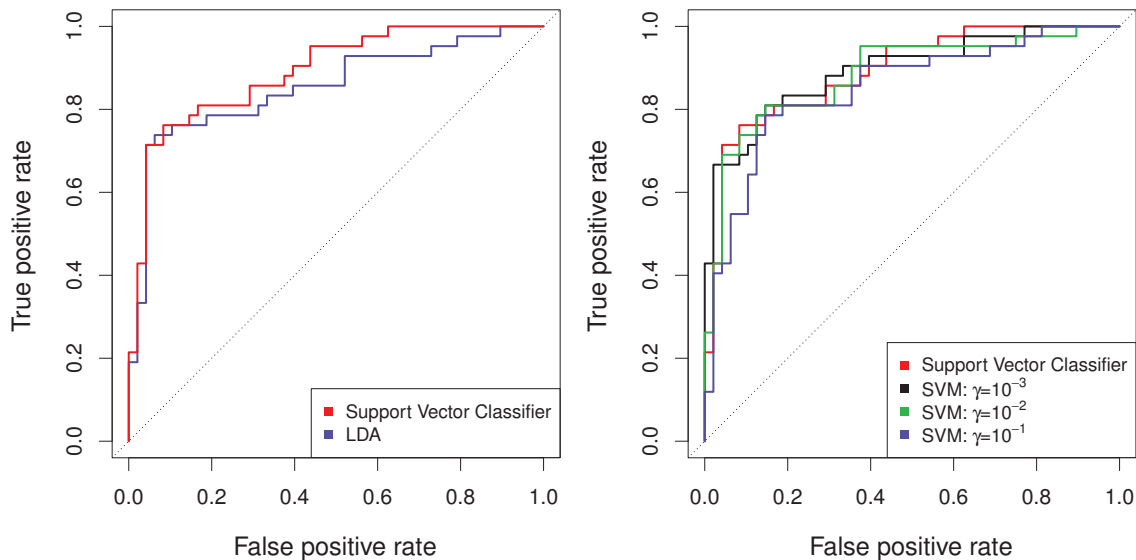 True positive rate
1.0
0.8
0.6
0.4
0.2
0.0
Support Vector Classifier
LDA
0.0 0.2 0.4 0.6 0.8 1.0
False positive rate
True positive rate
1.0
0.8
0.6
0.4
0.2
0.0
Support Vector Classifier
SVM: γ=10⁻³
SVM: γ=10⁻²
SVM: γ=10⁻¹
0.0 0.2 0.4 0.6 0.8 1.0
False positive rate